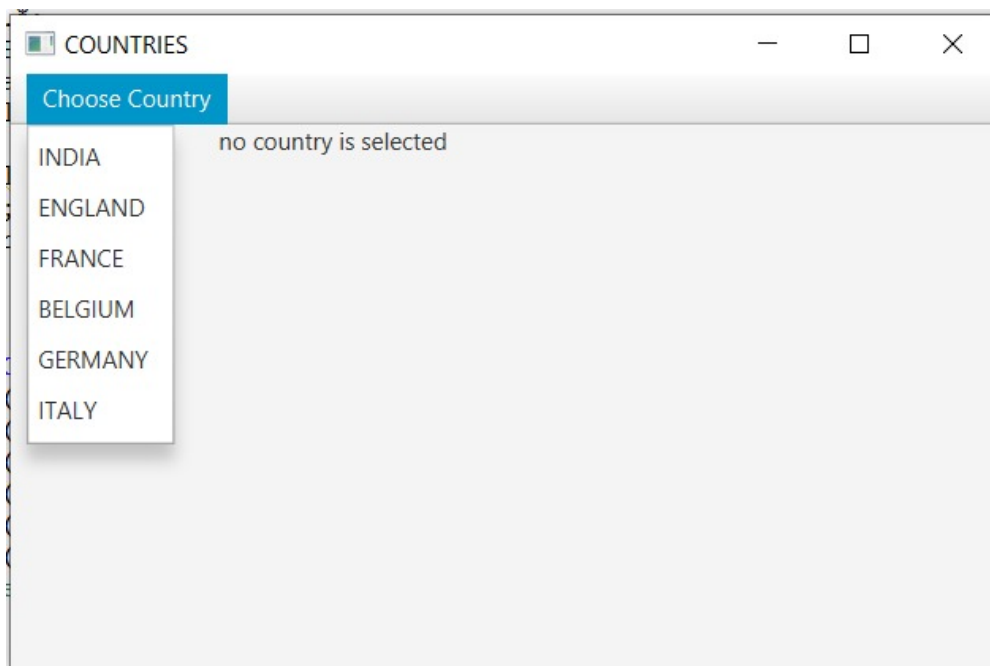 COUNTRIES
Choose Country
no country is selected
INDIA
ENGLAND
FRANCE
BELGIUM
GERMANY
ITALY